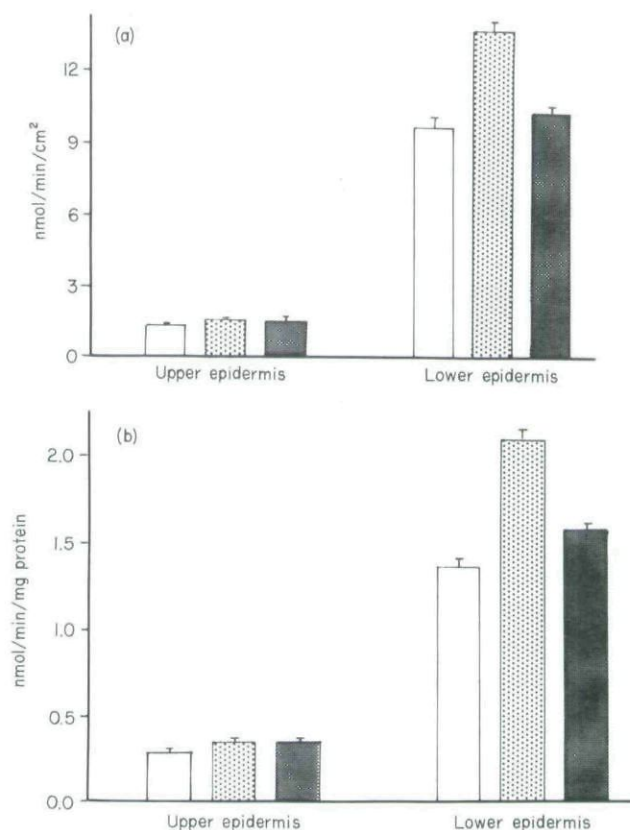 (a)
nmol/min/cm²
12
9
6
3
0
Upper epidermis Lower epidermis
(b)
nmol/min/mg protein
2.0
1.5
1.0
0.5
0.0
Upper epidermis Lower epidermis